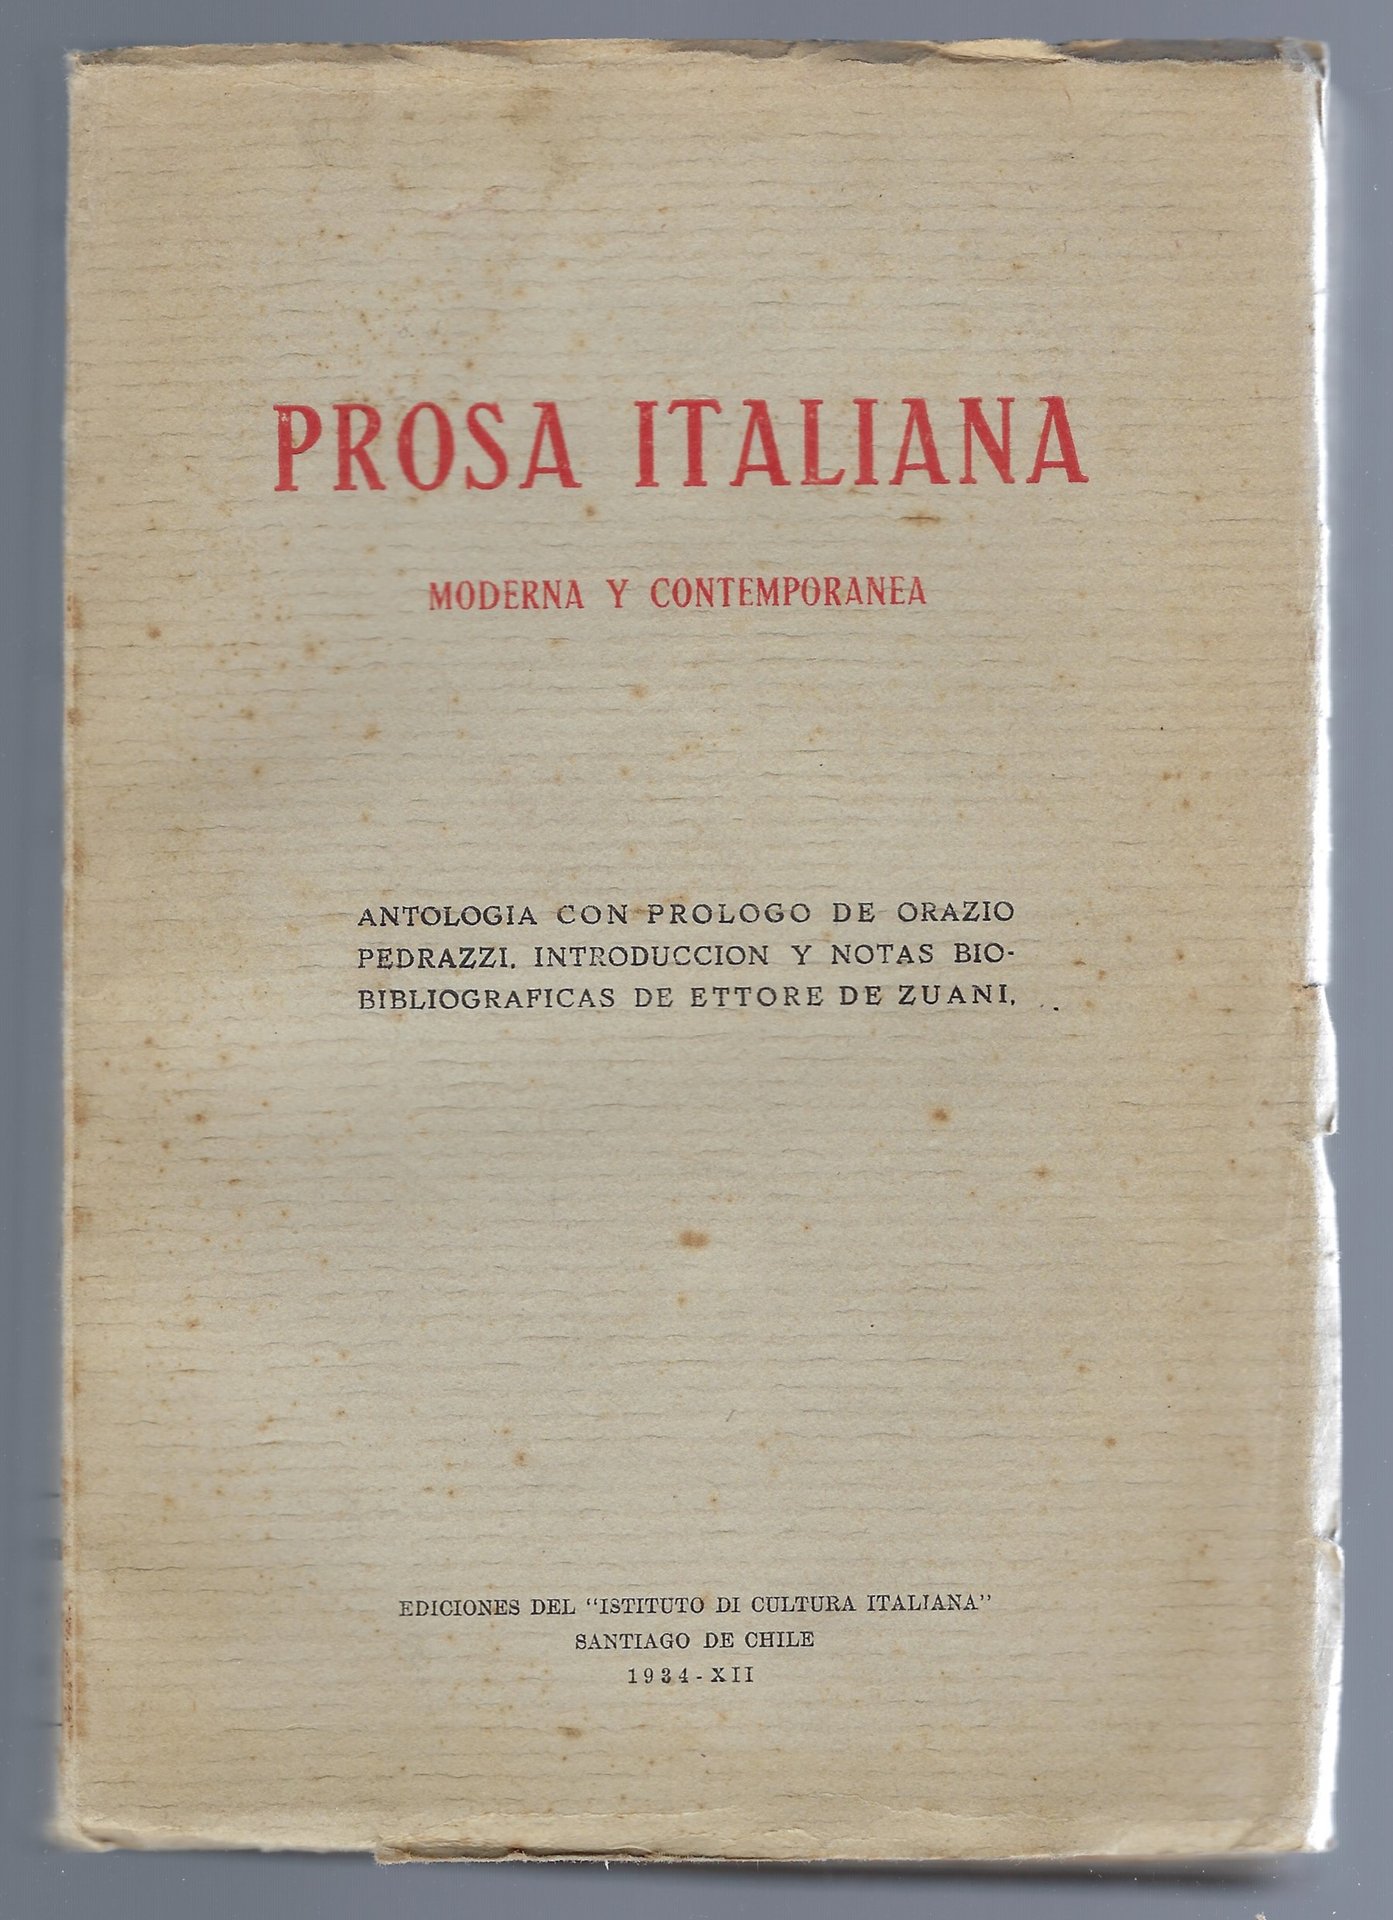 PROSA ITALIANA
MODERNA Y CONTEMPORANEA
ANTOLOGIA CON PROLOGO DE ORAZIO
PEDRAZZI. INTRODUCCION Y NOTAS BIO-
BIBLIOGRAFICAS DE ETTORE DE ZUANI.
EDICIONES DEL "ISTITUTO DI CULTURA ITALIANA"
SANTIAGO DE CHILE
1934-XII